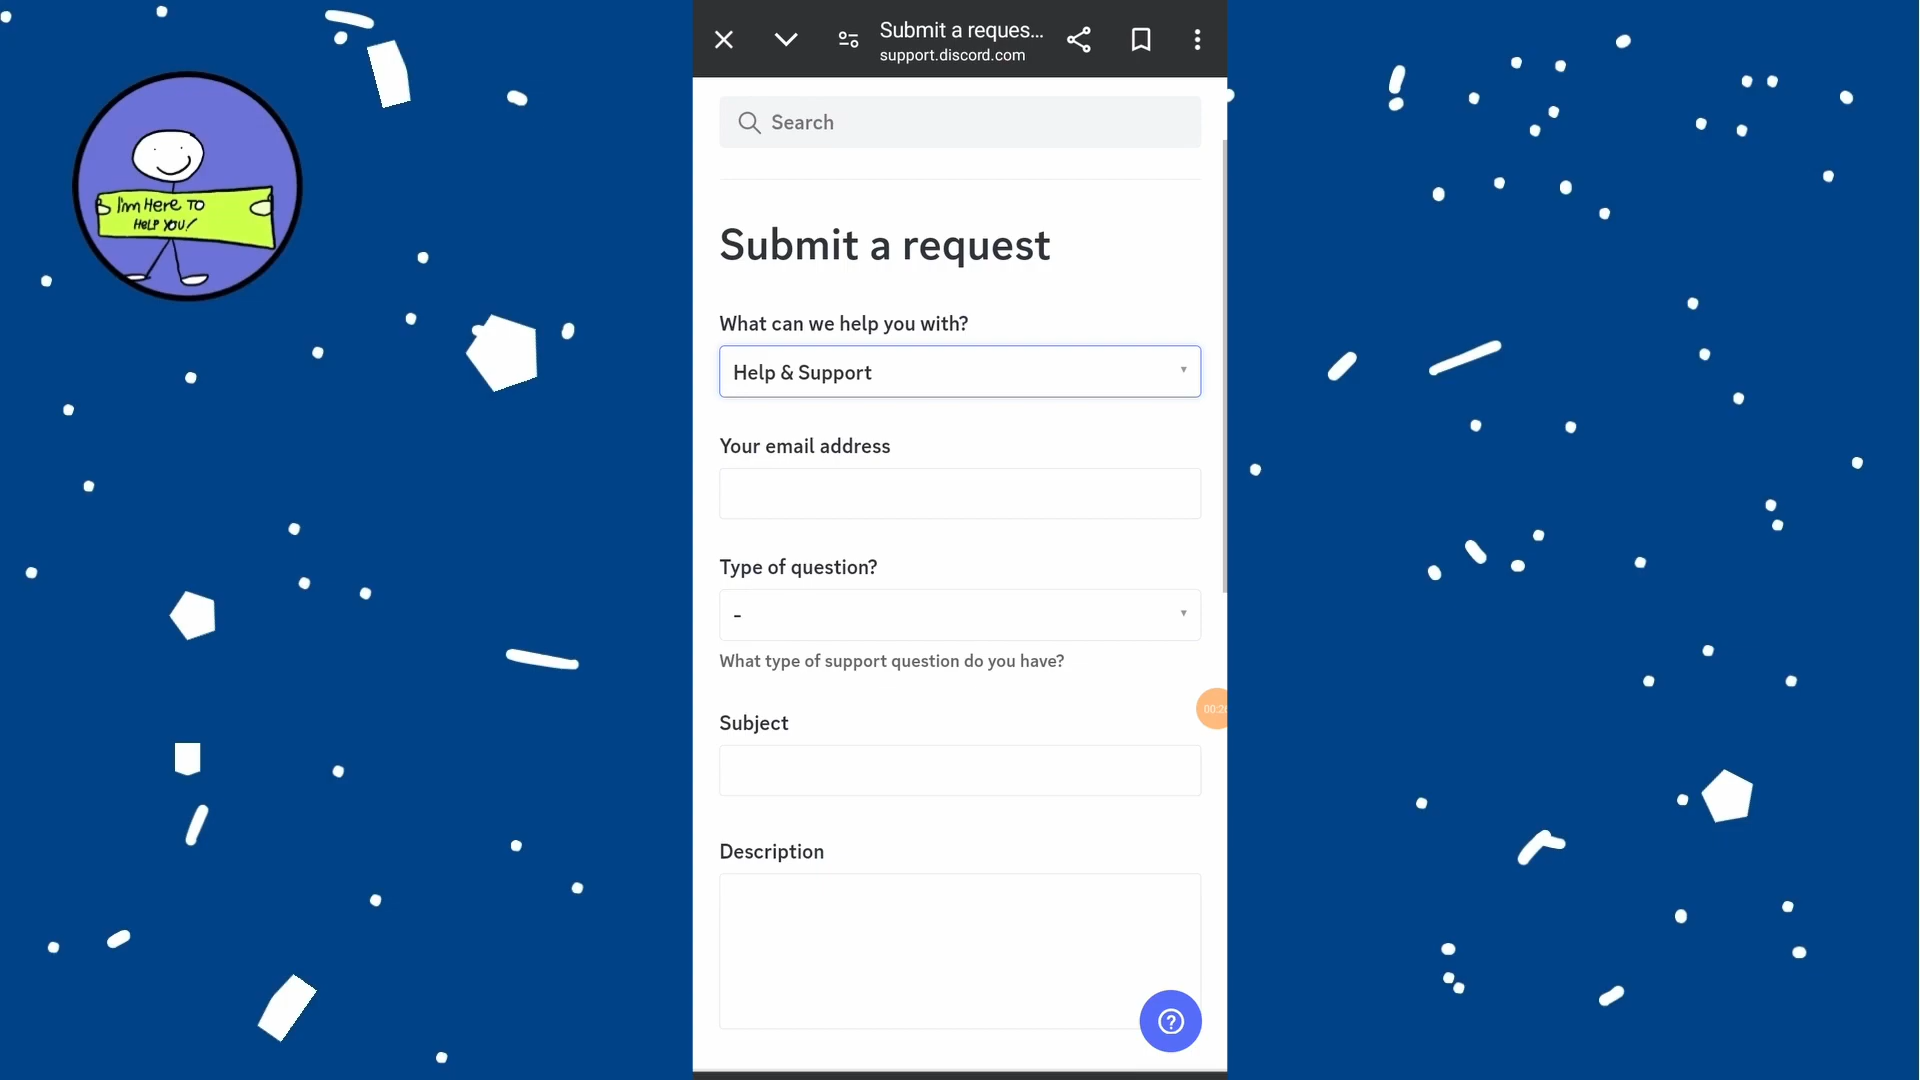 I'm Here To
Help You!
Submit a reques...
support.discord.com
Search
Submit a request
What can we help you with?
Help & Support
Your email address
Type of question?
-
What type of support question do you have?
Subject
Description